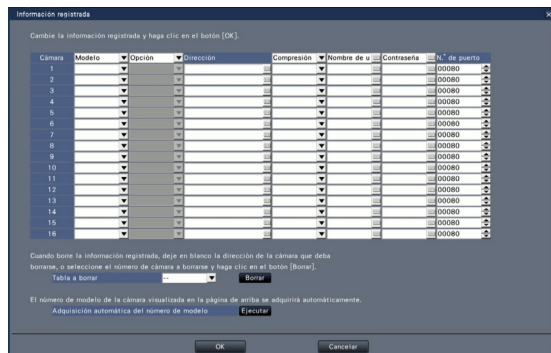 Información registrada
Cambie la información registrada y haga clic en el botón [OK].
Cámara Modelo Opción Dirección Compresión Nombre de u Contraseña N.° de puerto
1 00080
2 00080
3 00080
4 00080
5 00080
6 00080
7 00080
8 00080
9 00080
10 00080
11 00080
12 00080
13 00080
14 00080
15 00080
16 00080
Cuando borre la información registrada, deje en blanco la dirección de la cámara que deba
borrarse, o seleccione el número de cámara a borrarse y haga clic en el botón [Borrar].
Tabla a borrar -- Borrar
El número de modelo de la cámara visualizada en la página de arriba se adquirirá automáticamente.
Adquisición automática del número de modelo Ejecutar
OK Cancelar